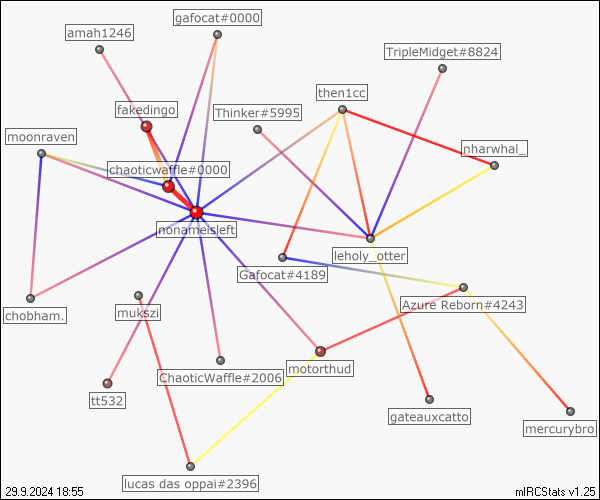 gafocat#0000
amah1246
TripleMidget#8824
then1cc
fakedingo
Thinker#5995
moonraven
nharwhal_
chaoticwaffle#0000
nonameisleft
leholy_otter
Gafocat#4189
Azure Reborn#4243
chobham.
mukszi
motorthud
ChaoticWaffle#2006
tt532
gateauxcatto
mercurybro
lucas das oppai#2396
29.9.2024 18:55
mIRCStats v1.25